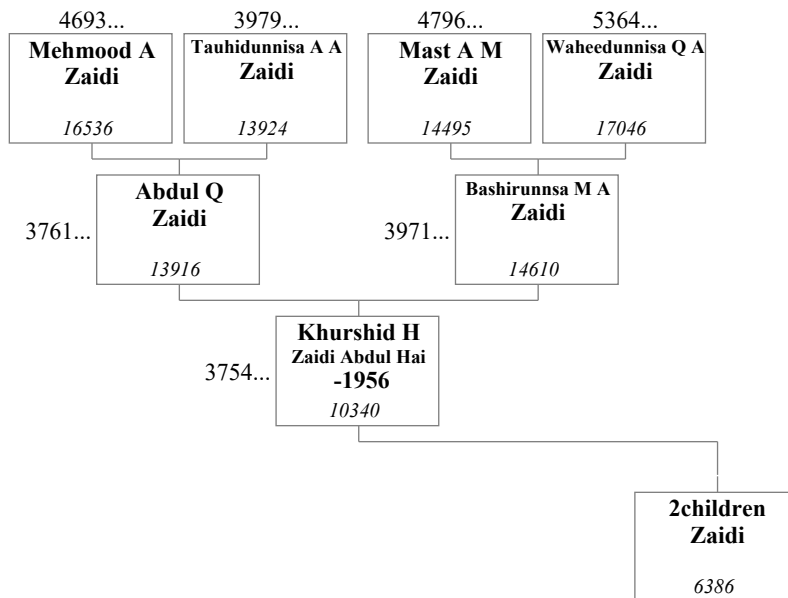 4693... 3979... 4796... 5364...
Mehmood A
Zaidi
16536
Tauhidunnisa A A
Zaidi
13924
Mast A M
Zaidi
14495
Waheedunnisa Q A
Zaidi
17046
3761...
Abdul Q
Zaidi
13916
3971...
Bashirunnsa M A
Zaidi
14610
3754...
Khurshid H
Zaidi Abdul Hai
-1956
10340
2children
Zaidi
6386